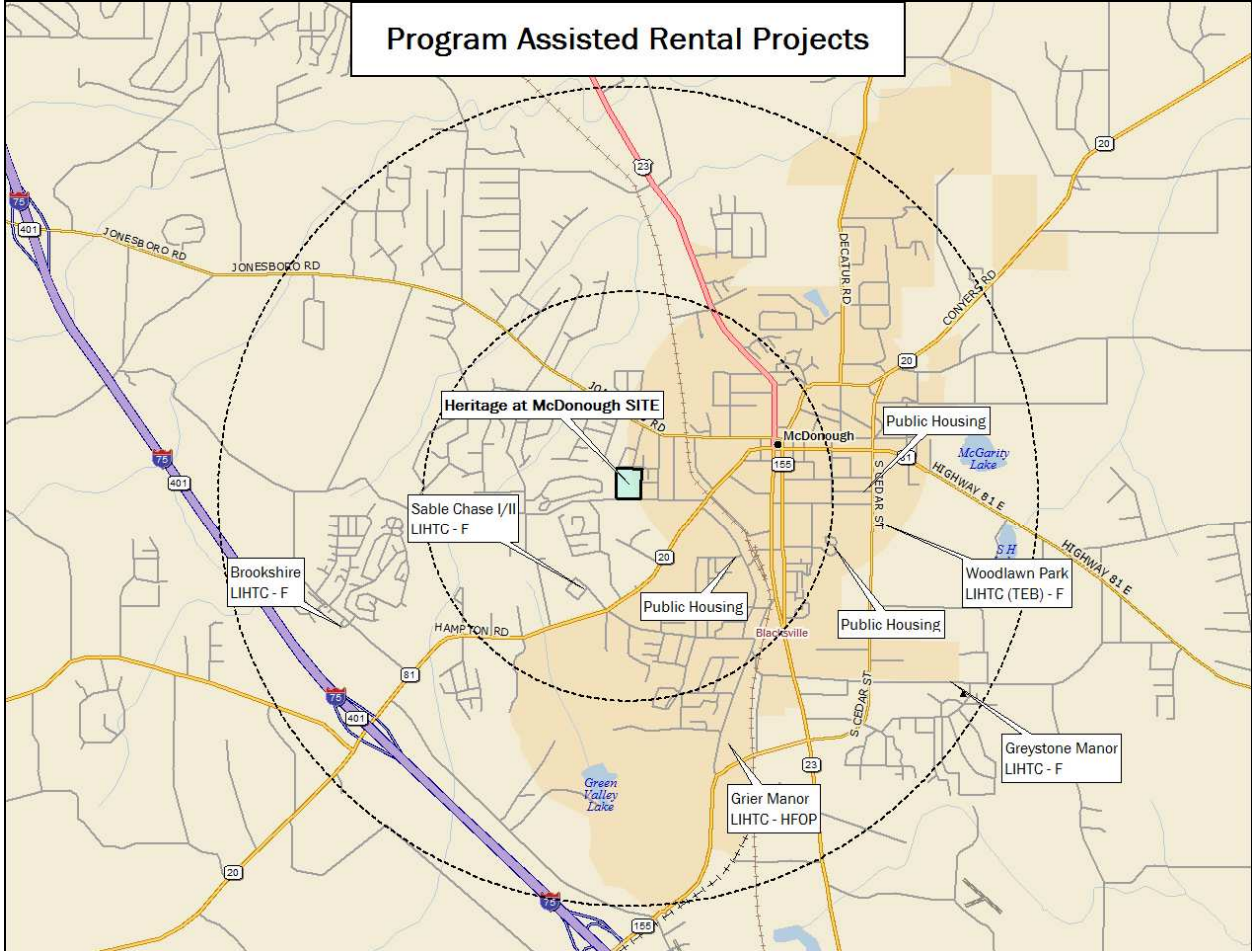 Program Assisted Rental Projects
23
20
75
401
JONESBORO RD
JONESBORO RD
DECATUR RD
CONYERS RD
20
Heritage at McDonough SITE
RD
McDonough
Public Housing
155
81
McGarity
Lake
75
401
S CEDAR ST
HIGHWAY 81 E
Sable Chase I/II
LIHTC - F
20
S H
HIGHWAY 81 E
Brookshire
LIHTC - F
Woodlawn Park
LIHTC (TEB) - F
Public Housing
Public Housing
HAMPTON RD
Blacksville
81
75
401
S CEDAR ST
Greystone Manor
LIHTC - F
23
Green
Valley
Lake
Grier Manor
LIHTC - HFOP
20
75
155